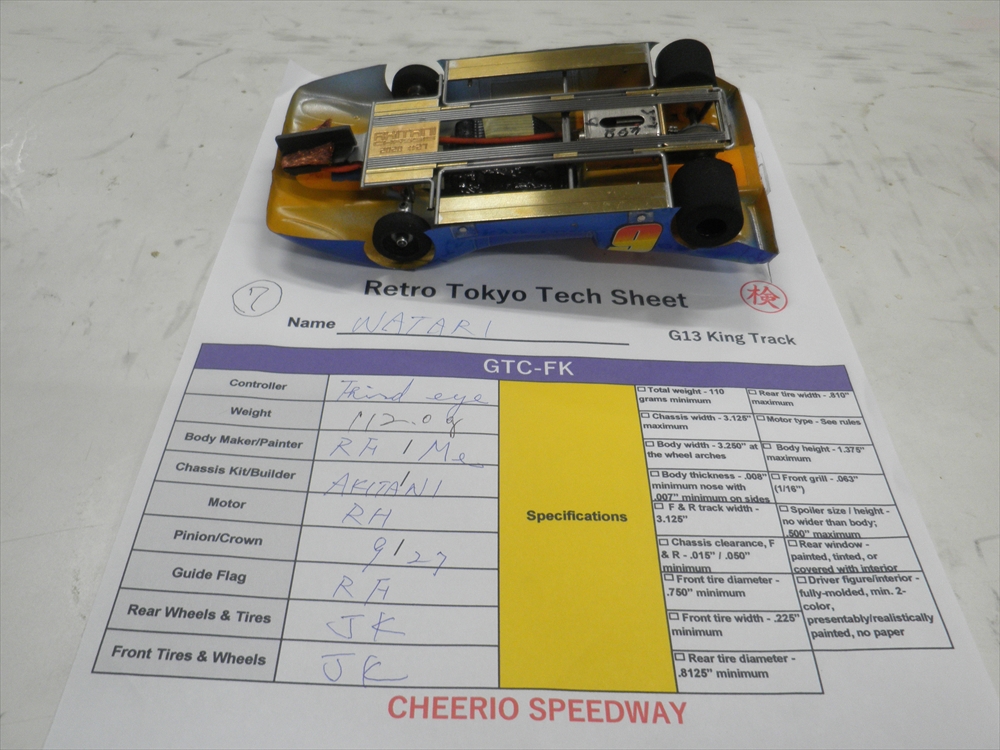 9
Retro Tokyo Tech Sheet
検
7
Name WATARI
G13 King Track
GTC-FK
Controller Third eye
Weight 112.0g
Body Maker/Painter RH / Me
Chassis Kit/Builder AKITANI
Motor RH
Pinion/Crown 9/27
Guide Flag RH
Rear Wheels & Tires JK
Front Tires & Wheels JK
Specifications
Total weight - 110
grams minimum
Rear tire width - .810"
maximum
Chassis width - 3.125"
maximum
Motor type - See rules
Body width - 3.250" at
the wheel arches
Body height - 1.375"
maximum
Body thickness - .008"
minimum nose with
.007" minimum on sides
Front grill - .063"
(1/16")
F & R track width -
3.125"
Spoiler size / height -
no wider than body;
.500" maximum
Chassis clearance, F
& R - .015" / .050"
minimum
Rear window -
painted, tinted, or
covered with interior
Front tire diameter -
.750" minimum
Driver figure/interior -
fully-molded, min. 2-
color,
presentably/realistically
painted, no paper
Front tire width - .225"
minimum
Rear tire diameter -
.8125" minimum
CHEERIO SPEEDWAY